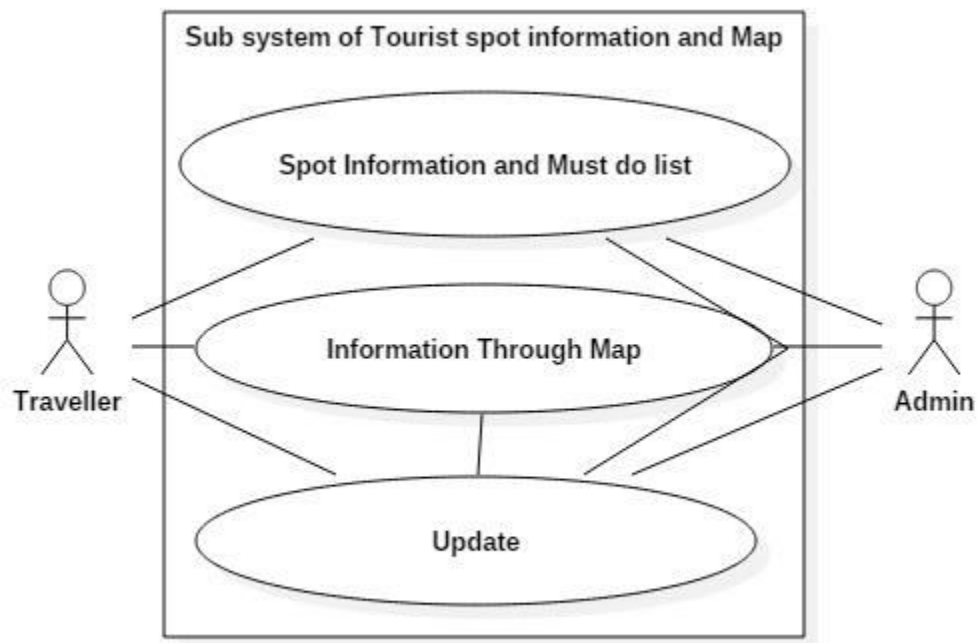 Sub system of Tourist spot information and Map
Spot Information and Must do list
Information Through Map
Traveller
Admin
Update